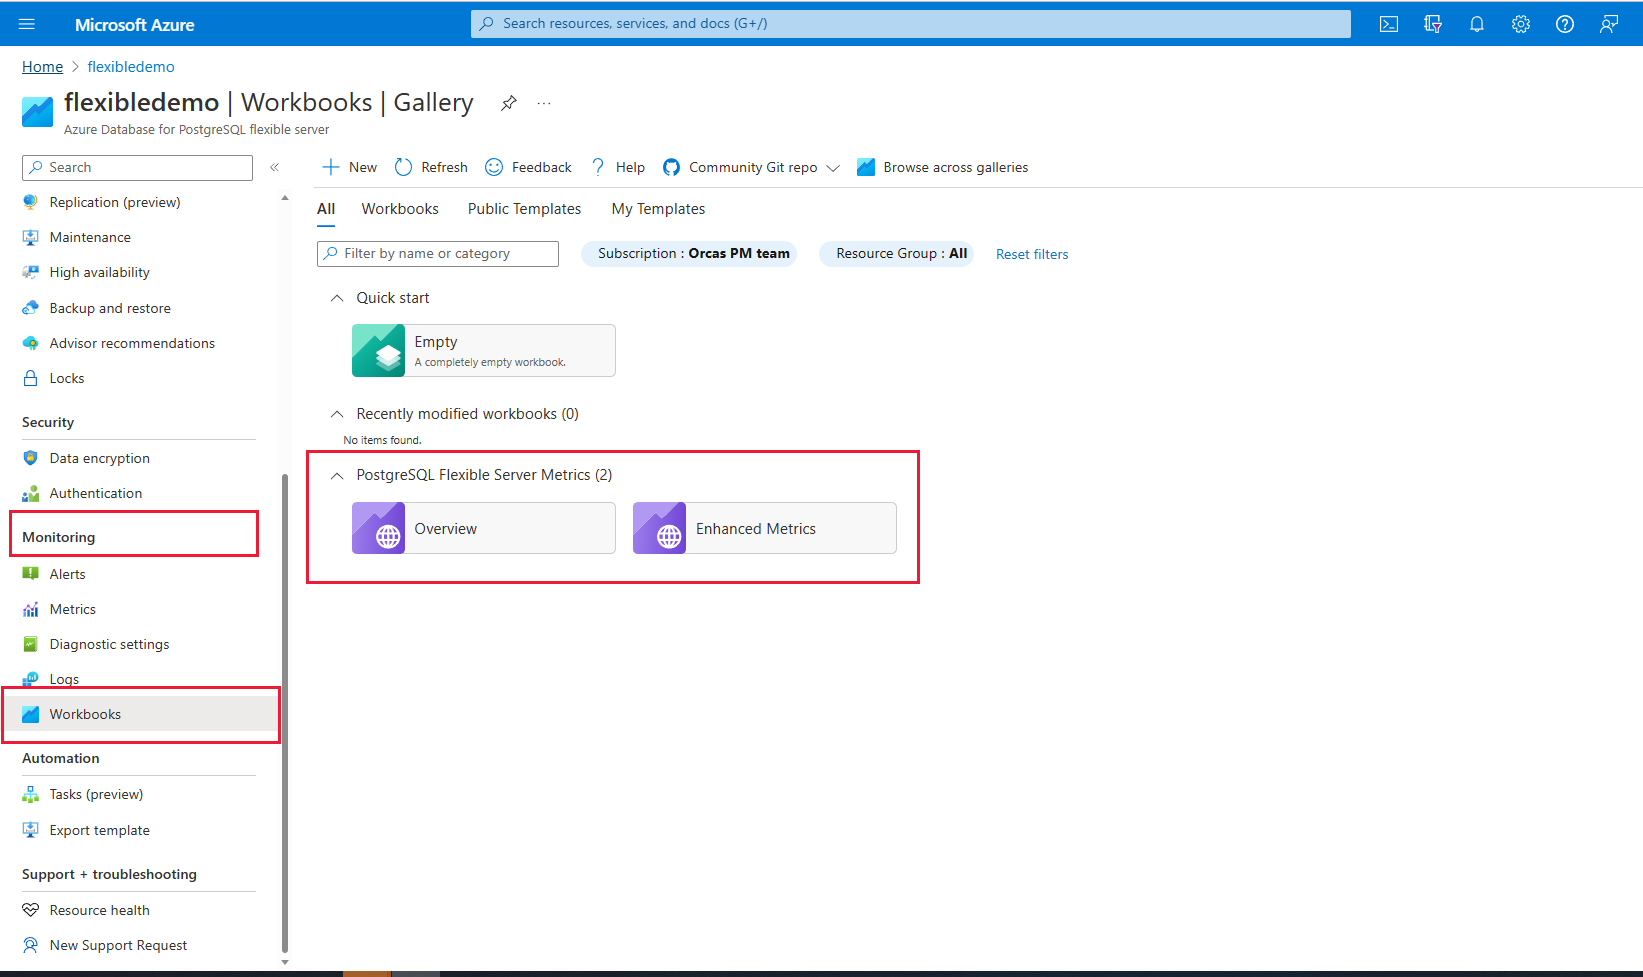 Microsoft Azure
Search resources, services, and docs (G+/)
Home > flexibledemo
flexibledemo | Workbooks | Gallery ...
Azure Database for PostgreSQL flexible server
Search «
New Refresh Feedback Help Community Git repo Browse across galleries
Replication (preview)
Maintenance
High availability
Backup and restore
Advisor recommendations
Locks
Security
Data encryption
Authentication
Monitoring
Alerts
Metrics
Diagnostic settings
Logs
Workbooks
Automation
Tasks (preview)
Export template
Support + troubleshooting
Resource health
New Support Request
All Workbooks Public Templates My Templates
Filter by name or category Subscription : Orcas PM team Resource Group : All Reset filters
Quick start
Empty
A completely empty workbook.
Recently modified workbooks (0)
No items found.
PostgreSQL Flexible Server Metrics (2)
Overview Enhanced Metrics